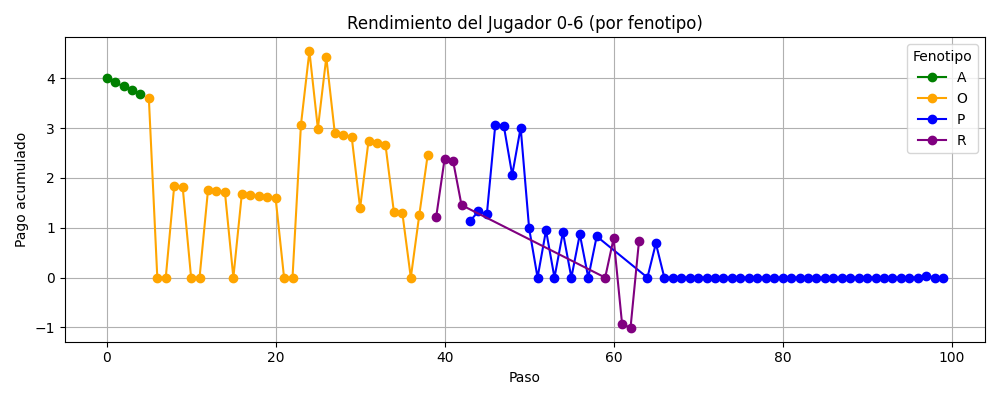 Rendimiento del Jugador 0-6 (por fenotipo)
Pago acumulado
4
3
2
1
0
−1
0
20
40
60
80
100
Paso
Fenotipo
A
O
P
R